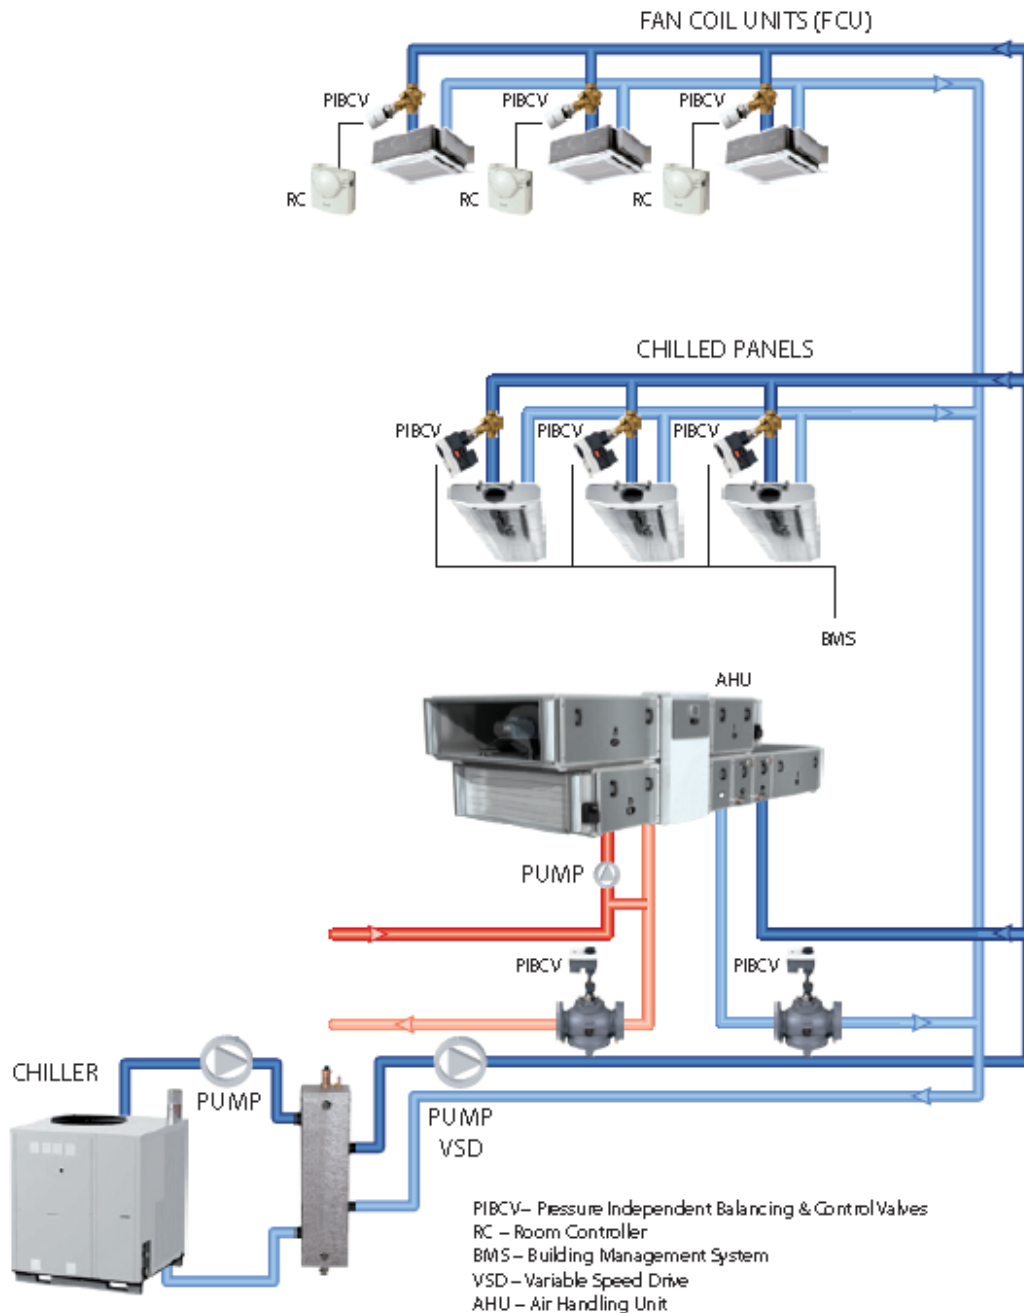 FAN COIL UNITS (FCU)
PIBCV
PIBCV
PIBCV
RC
RC
RC
CHILLED PANELS
PIBCV
PIBCV
PIBCV
BMS
AHU
PUMP
PIBCV
PIBCV
CHILLER
PUMP
PUMP
VSD
PIBCV – Pressure Independent Balancing & Control Valves
RC – Room Controller
BMS – Building Management System
VSD – Variable Speed Drive
AHU – Air Handling Unit